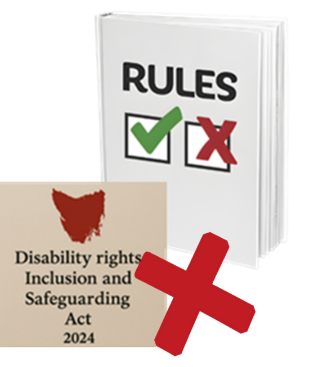 RULES
Disability rights
Inclusion and
Safeguarding
Act
2024